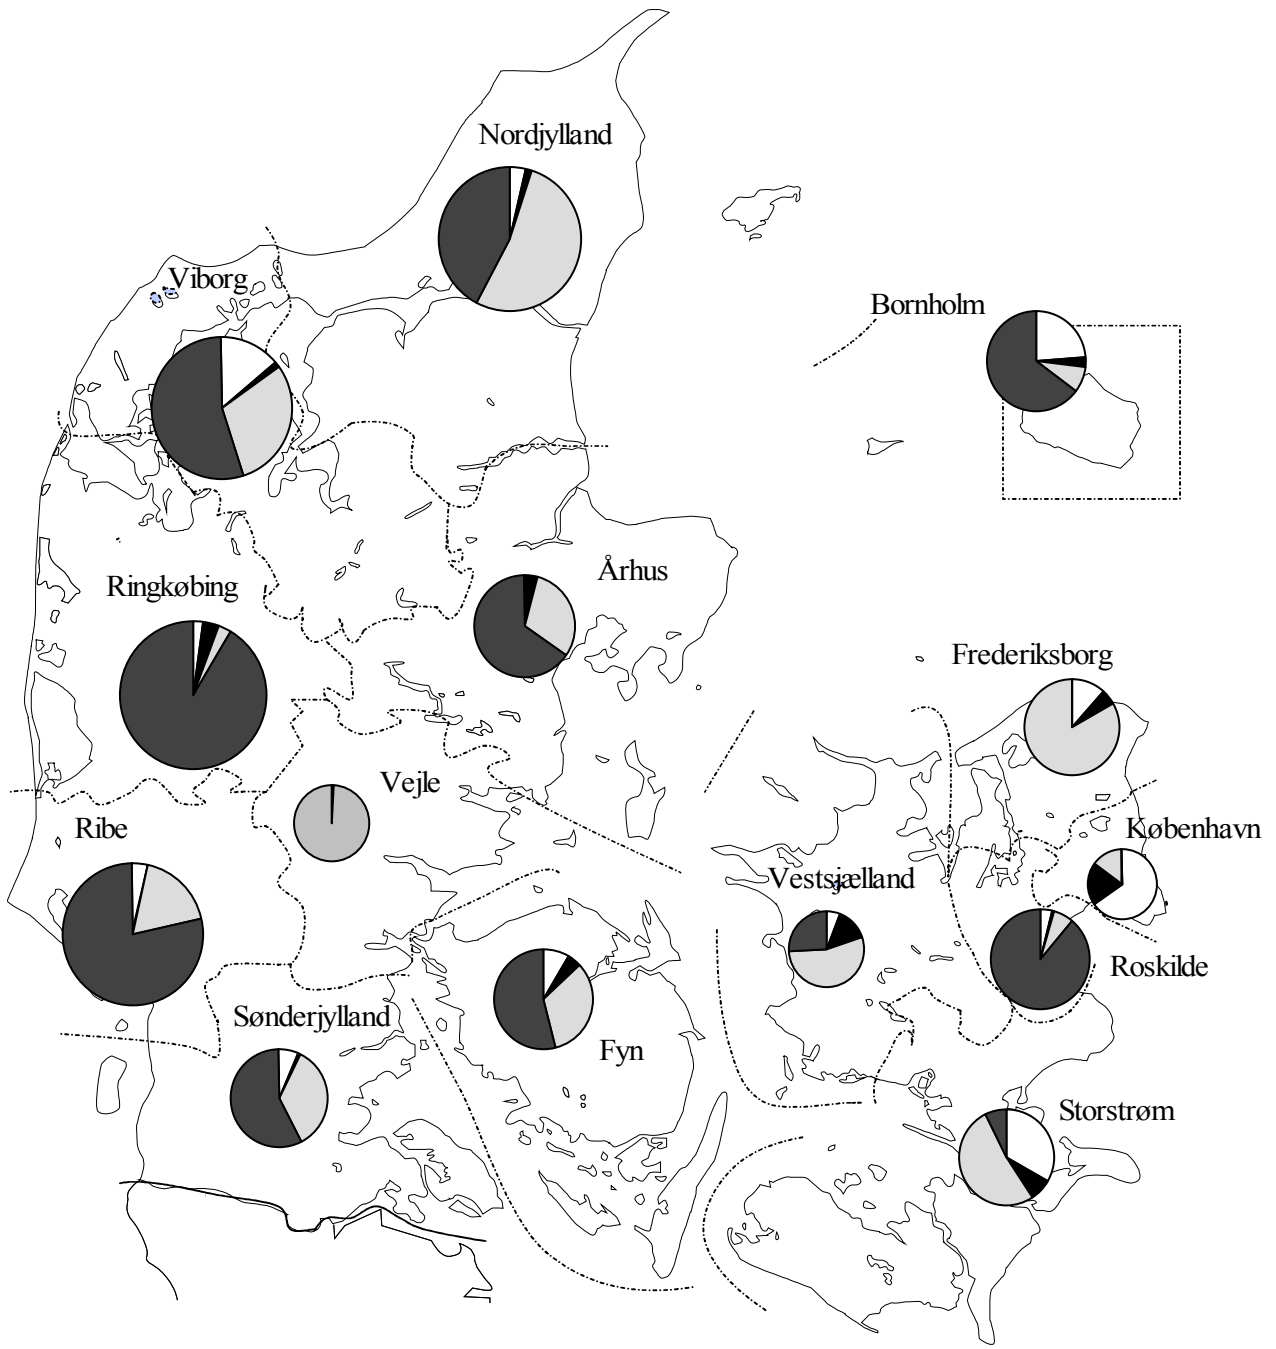 Nordjylland
Viborg
Bornholm
Århus
Ringkøbing
Frederiksborg
Vejle
Ribe
København
Vestsjælland
Roskilde
Sønderjylland
Fyn
Storstrøm